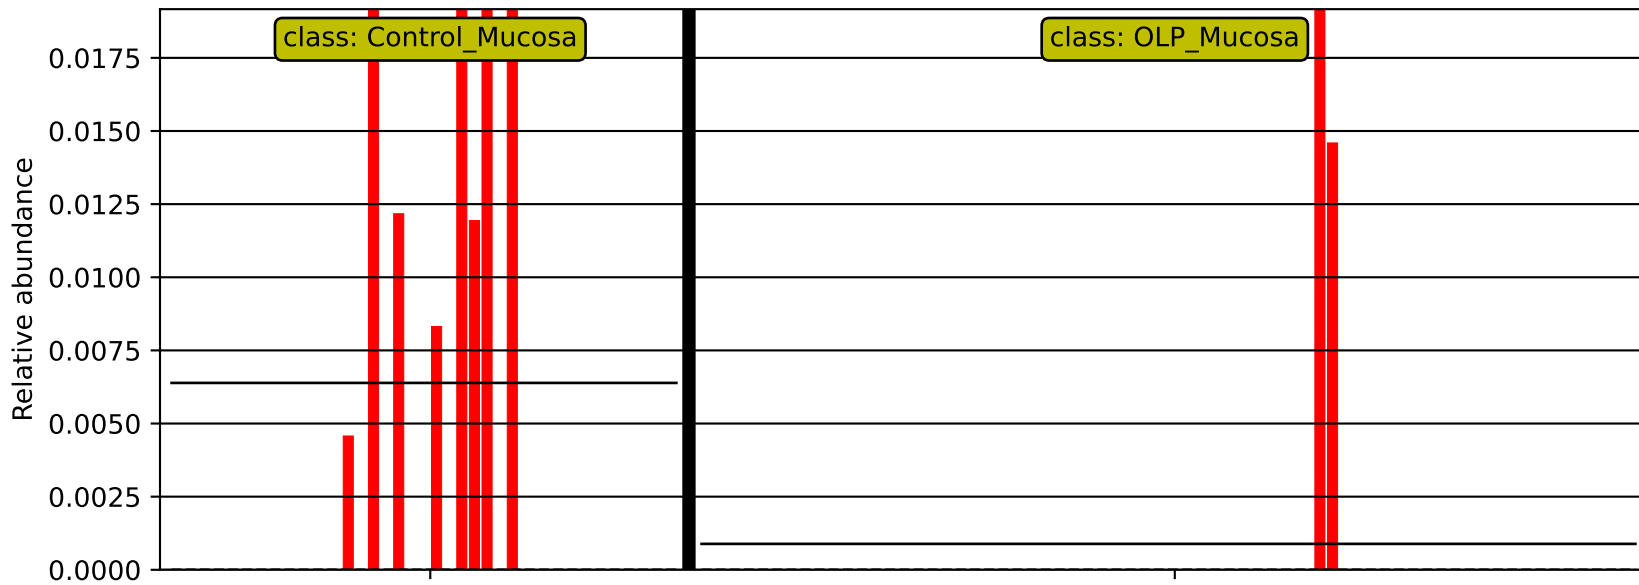 class: Control_Mucosa
class: OLP_Mucosa
0.0175
0.0150
0.0125
0.0100
0.0075
0.0050
0.0025
0.0000
Relative abundance